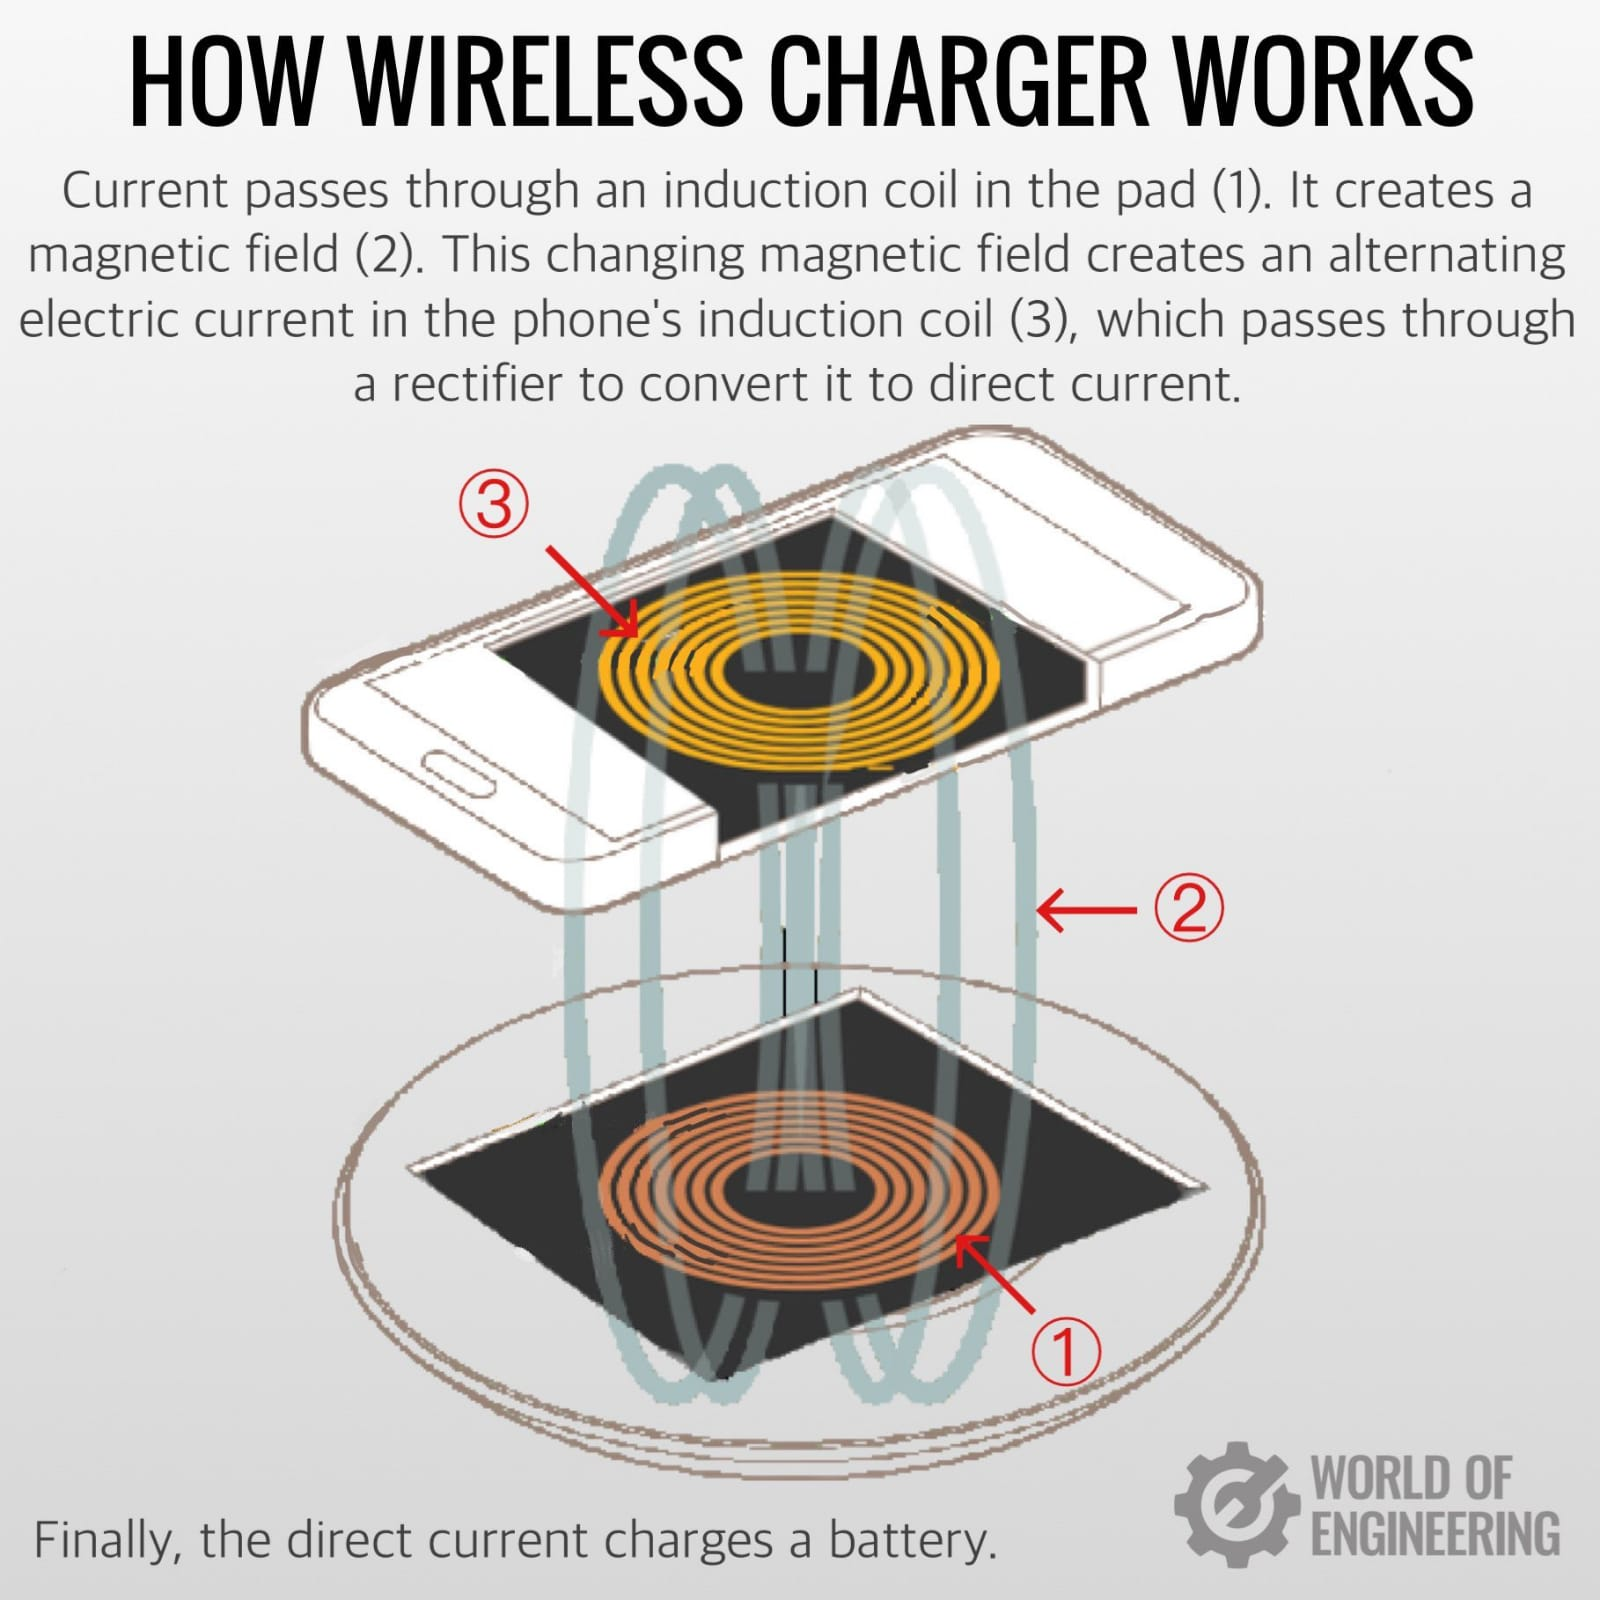 HOW WIRELESS CHARGER WORKS
Current passes through an induction coil in the pad (1). It creates a
magnetic field (2). This changing magnetic field creates an alternating
electric current in the phone's induction coil (3), which passes through
a rectifier to convert it to direct current.
3
2
1
Finally, the direct current charges a battery.
WORLD OF
ENGINEERING